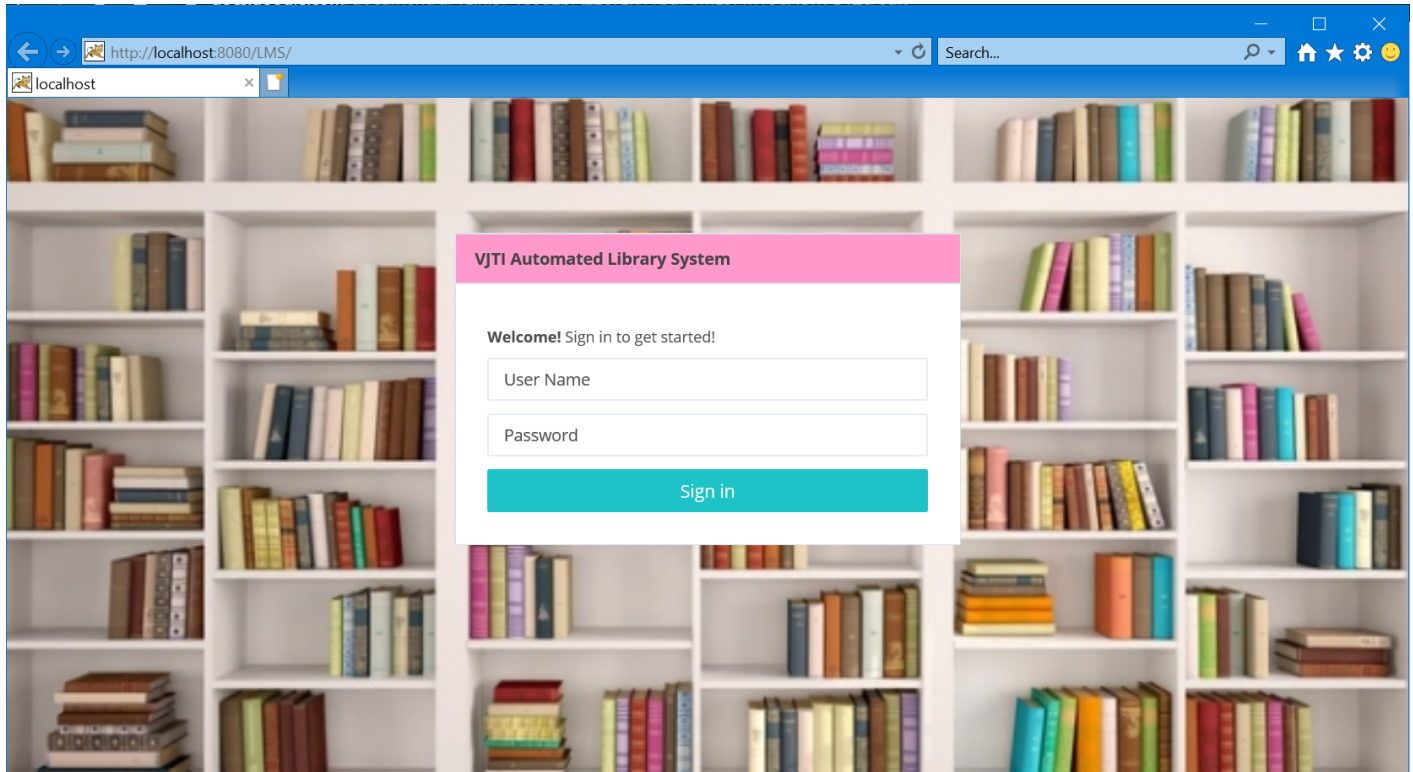 http://localhost:8080/LMS/
Search...
localhost
VJTI Automated Library System
Welcome! Sign in to get started!
User Name
Password
Sign in